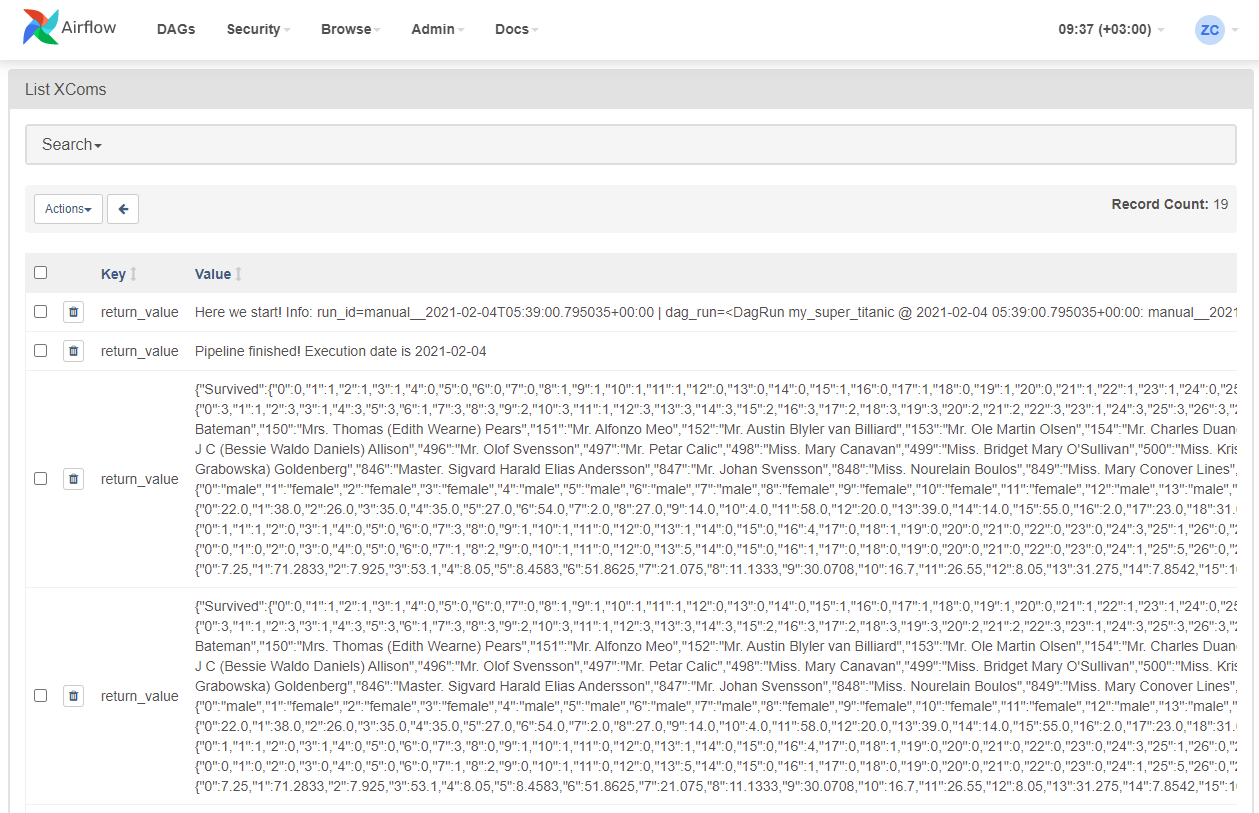 Airflow DAGs Security Browse Admin Docs 09:37 (+03:00) ZC
List XComs
Search
Actions Record Count: 19
Key Value
return_value Here we start! Info: run_id=manual__2021-02-04T05:39:00.795035+00:00 | dag_run=<DagRun my_super_titanic @ 2021-02-04 05:39:00.795035+00:00: manual__2021
return_value Pipeline finished! Execution date is 2021-02-04
{"Survived":{"0":0,"1":1,"2":1,"3":1,"4":0,"5":0,"6":0,"7":0,"8":1,"9":1,"10":1,"11":1,"12":0,"13":0,"14":0,"15":1,"16":0,"17":1,"18":0,"19":1,"20":0,"21":1,"22":1,"23":1,"24":0,"25
{"0":3,"1":1,"2":3,"3":1,"4":3,"5":3,"6":1,"7":3,"8":3,"9":2,"10":3,"11":1,"12":3,"13":3,"14":3,"15":2,"16":3,"17":2,"18":3,"19":3,"20":2,"21":2,"22":3,"23":1,"24":3,"25":3,"26":3,"2
Bateman","150":"Mrs. Thomas (Edith Wearne) Pears","151":"Mr. Alfonzo Meo","152":"Mr. Austin Blyler van Billiard","153":"Mr. Ole Martin Olsen","154":"Mr. Charles Duane
J C (Bessie Waldo Daniels) Allison","496":"Mr. Olof Svensson","497":"Mr. Petar Calic","498":"Miss. Mary Canavan","499":"Miss. Bridget Mary O'Sullivan","500":"Miss. Kris
return_value Grabowska) Goldenberg","846":"Master. Sigvard Harald Elias Andersson","847":"Mr. Johan Svensson","848":"Miss. Nourelain Boulos","849":"Miss. Mary Conover Lines",
{"0":"male","1":"female","2":"female","3":"female","4":"male","5":"male","6":"male","7":"male","8":"female","9":"female","10":"female","11":"female","12":"male","13":"male","
{"0":22.0,"1":38.0,"2":26.0,"3":35.0,"4":35.0,"5":27.0,"6":54.0,"7":2.0,"8":27.0,"9":14.0,"10":4.0,"11":58.0,"12":20.0,"13":39.0,"14":14.0,"15":55.0,"16":2.0,"17":23.0,"18":31.0
{"0":1,"1":1,"2":0,"3":1,"4":0,"5":0,"6":0,"7":3,"8":0,"9":1,"10":1,"11":0,"12":0,"13":1,"14":0,"15":0,"16":4,"17":0,"18":1,"19":0,"20":0,"21":0,"22":0,"23":0,"24":3,"25":1,"26":0,"2
{"0":0,"1":0,"2":0,"3":0,"4":0,"5":0,"6":0,"7":1,"8":2,"9":0,"10":1,"11":0,"12":0,"13":5,"14":0,"15":0,"16":1,"17":0,"18":0,"19":0,"20":0,"21":0,"22":0,"23":0,"24":1,"25":5,"26":0,"2
{"0":7.25,"1":71.2833,"2":7.925,"3":53.1,"4":8.05,"5":8.4583,"6":51.8625,"7":21.075,"8":11.1333,"9":30.0708,"10":16.7,"11":26.55,"12":8.05,"13":31.275,"14":7.8542,"15":16
{"Survived":{"0":0,"1":1,"2":1,"3":1,"4":0,"5":0,"6":0,"7":0,"8":1,"9":1,"10":1,"11":1,"12":0,"13":0,"14":0,"15":1,"16":0,"17":1,"18":0,"19":1,"20":0,"21":1,"22":1,"23":1,"24":0,"25
{"0":3,"1":1,"2":3,"3":1,"4":3,"5":3,"6":1,"7":3,"8":3,"9":2,"10":3,"11":1,"12":3,"13":3,"14":3,"15":2,"16":3,"17":2,"18":3,"19":3,"20":2,"21":2,"22":3,"23":1,"24":3,"25":3,"26":3,"2
Bateman","150":"Mrs. Thomas (Edith Wearne) Pears","151":"Mr. Alfonzo Meo","152":"Mr. Austin Blyler van Billiard","153":"Mr. Ole Martin Olsen","154":"Mr. Charles Duane
J C (Bessie Waldo Daniels) Allison","496":"Mr. Olof Svensson","497":"Mr. Petar Calic","498":"Miss. Mary Canavan","499":"Miss. Bridget Mary O'Sullivan","500":"Miss. Kris
return_value Grabowska) Goldenberg","846":"Master. Sigvard Harald Elias Andersson","847":"Mr. Johan Svensson","848":"Miss. Nourelain Boulos","849":"Miss. Mary Conover Lines",
{"0":"male","1":"female","2":"female","3":"female","4":"male","5":"male","6":"male","7":"male","8":"female","9":"female","10":"female","11":"female","12":"male","13":"male","
{"0":22.0,"1":38.0,"2":26.0,"3":35.0,"4":35.0,"5":27.0,"6":54.0,"7":2.0,"8":27.0,"9":14.0,"10":4.0,"11":58.0,"12":20.0,"13":39.0,"14":14.0,"15":55.0,"16":2.0,"17":23.0,"18":31.0
{"0":1,"1":1,"2":0,"3":1,"4":0,"5":0,"6":0,"7":3,"8":0,"9":1,"10":1,"11":0,"12":0,"13":1,"14":0,"15":0,"16":4,"17":0,"18":1,"19":0,"20":0,"21":0,"22":0,"23":0,"24":3,"25":1,"26":0,"2
{"0":0,"1":0,"2":0,"3":0,"4":0,"5":0,"6":0,"7":1,"8":2,"9":0,"10":1,"11":0,"12":0,"13":5,"14":0,"15":0,"16":1,"17":0,"18":0,"19":0,"20":0,"21":0,"22":0,"23":0,"24":1,"25":5,"26":0,"2
{"0":7.25,"1":71.2833,"2":7.925,"3":53.1,"4":8.05,"5":8.4583,"6":51.8625,"7":21.075,"8":11.1333,"9":30.0708,"10":16.7,"11":26.55,"12":8.05,"13":31.275,"14":7.8542,"15":16